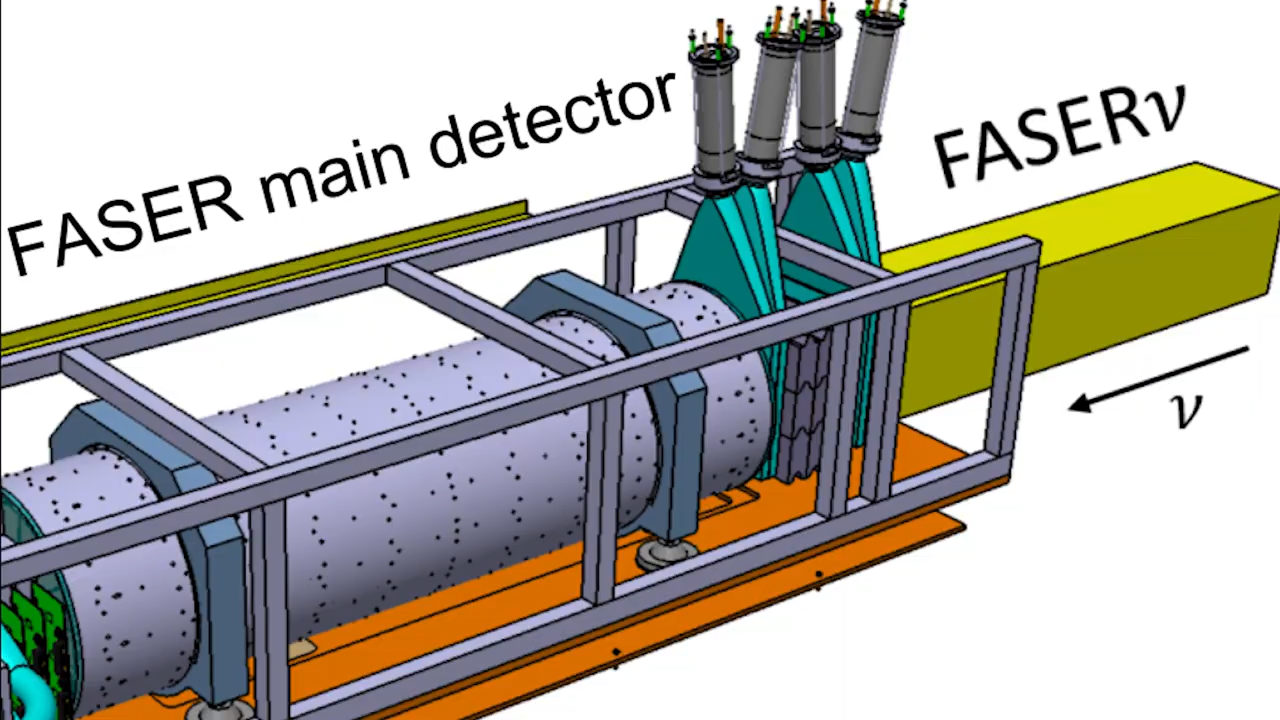 FASER main detector
FASERν
ν